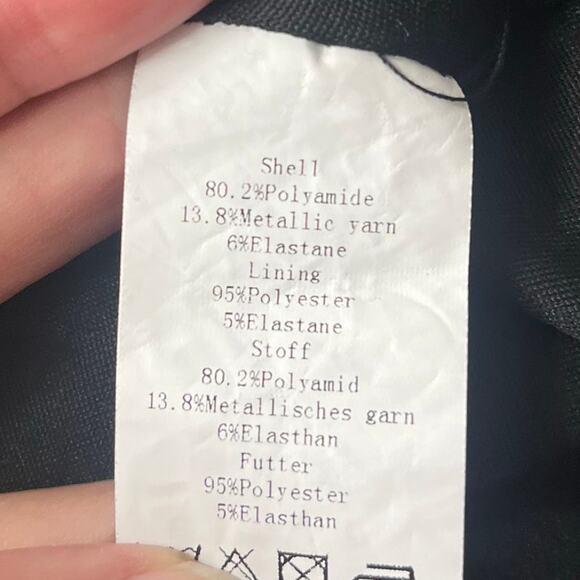 Shell
80.2%Polyamide
13.8%Metallic yarn
6%Elastane
Lining
95%Polyester
5%Elastane
Stoff
80.2%Polyamid
13.8%Metallisches garn
6%Elasthan
Futter
95%Polyester
5%Elasthan